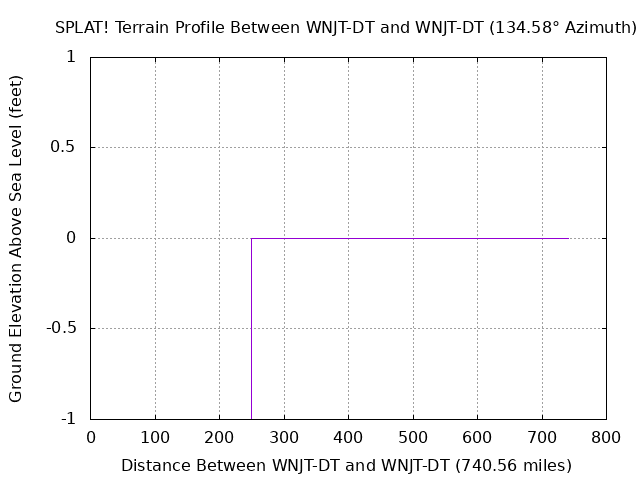 SPLAT! Terrain Profile Between WNJT-DT and WNJT-DT (134.58° Azimuth)
Ground Elevation Above Sea Level (feet)
1
0.5
0
-0.5
-1
0 100 200 300 400 500 600 700 800
Distance Between WNJT-DT and WNJT-DT (740.56 miles)